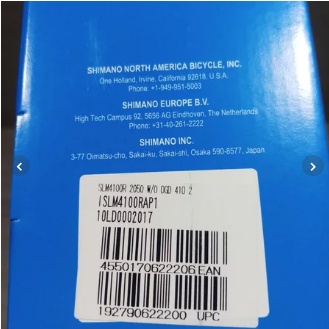 SHIMANO NORTH AMERICA BICYCLE, INC.
One Holland, Irvine, California 92618, U.S.A.
Phone: +1-949-951-5003
SHIMANO EUROPE B.V.
High Tech Campus 92, 5656 AG Eindhoven, The Netherlands
Phone: +31-40-261-2222
SHIMANO INC.
3-77 Oimatsu-cho, Sakai-ku, Sakai-shi, Osaka 590-8577, Japan
SLM4100R 2050 W/O OGD 410 2
ISLM4100RAP1
10LD0002017
4550170622206 EAN
192790622200 UPC